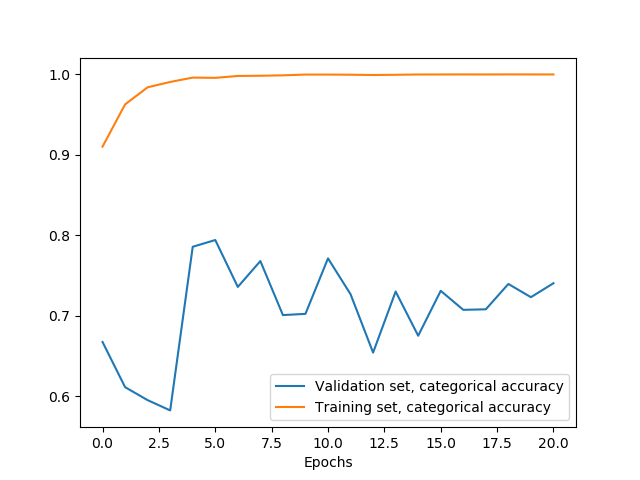 1.0
0.9
0.8
0.7
0.6
Validation set, categorical accuracy
Training set, categorical accuracy
0.0 2.5 5.0 7.5 10.0 12.5 15.0 17.5 20.0
Epochs